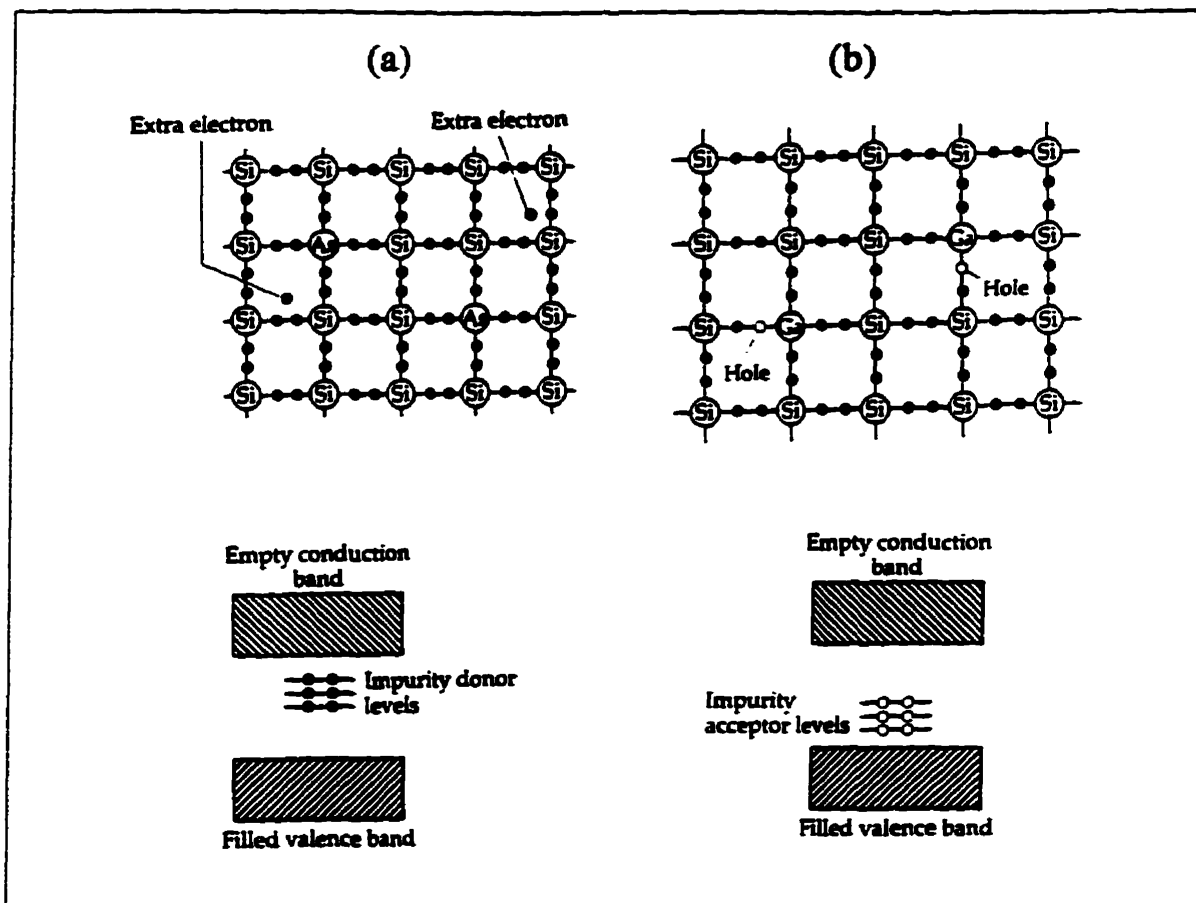 (a)
(b)
Extra electron
Extra electron
Si Si Si Si Si
Si As Si Si Si
Si Si Si As Si
Si Si Si Si Si
Si Si Si Si Si
Si Si Si Si
Hole
Si Si Si Si
Hole
Si Si Si Si Si
Empty conduction
band
Impurity donor
levels
Filled valence band
Empty conduction
band
Impurity
acceptor levels
Filled valence band